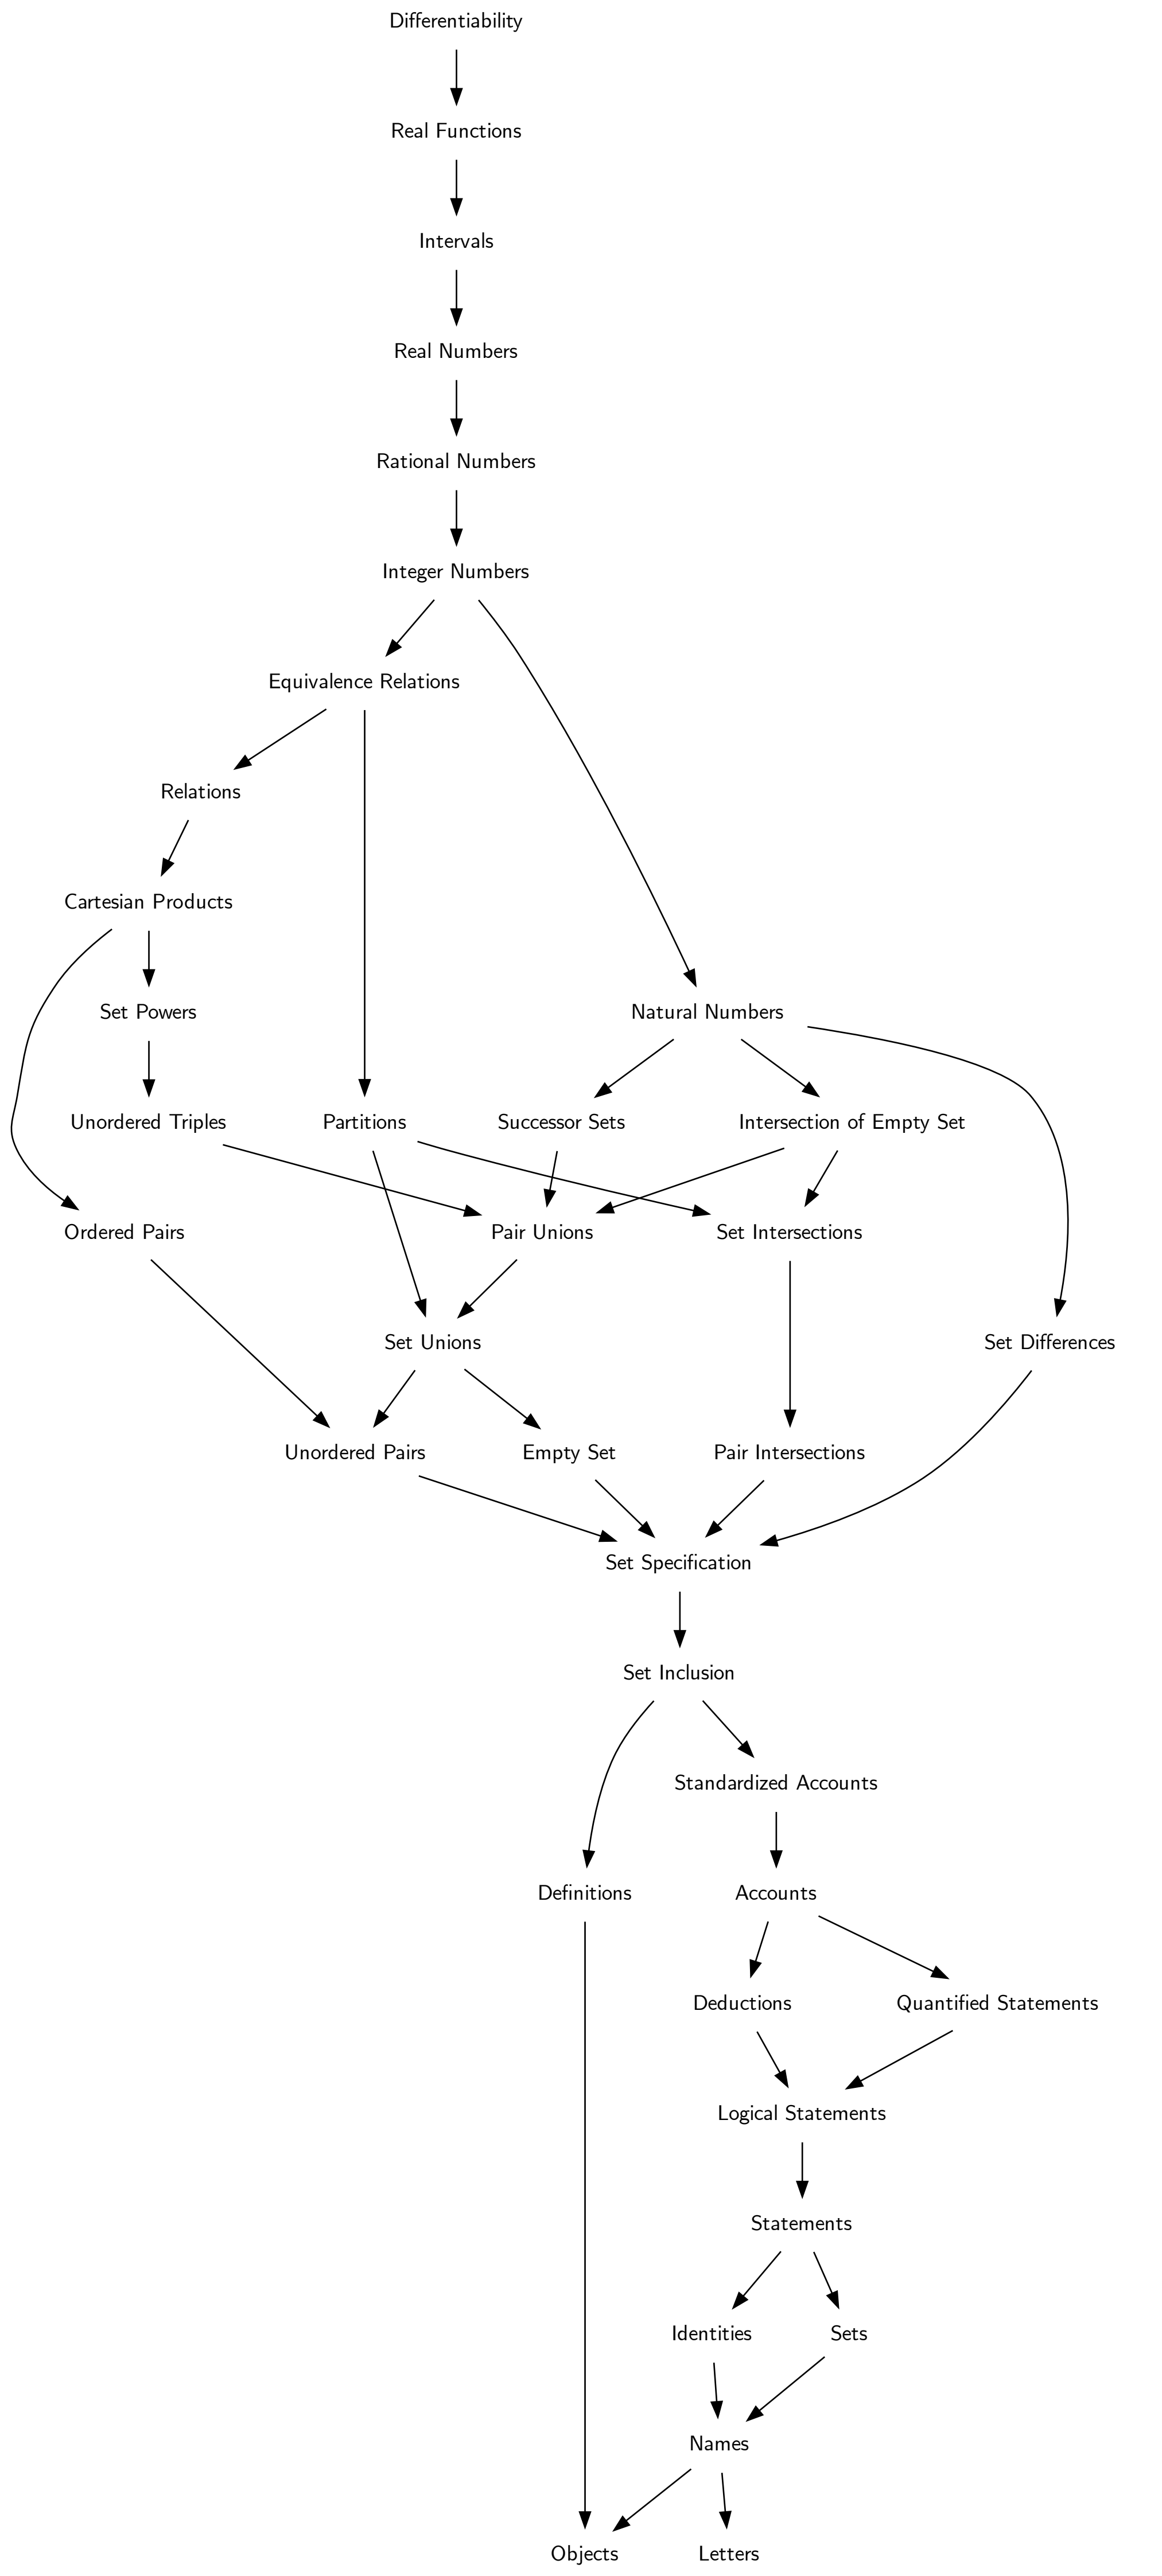 Differentiability
Real Functions
Intervals
Real Numbers
Rational Numbers
Integer Numbers
Equivalence Relations
Relations
Cartesian Products
Set Powers
Natural Numbers
Unordered Triples
Partitions
Successor Sets
Intersection of Empty Set
Ordered Pairs
Pair Unions
Set Intersections
Set Unions
Set Differences
Unordered Pairs
Empty Set
Pair Intersections
Set Specification
Set Inclusion
Standardized Accounts
Definitions
Accounts
Deductions
Quantified Statements
Logical Statements
Statements
Identities
Sets
Names
Objects
Letters